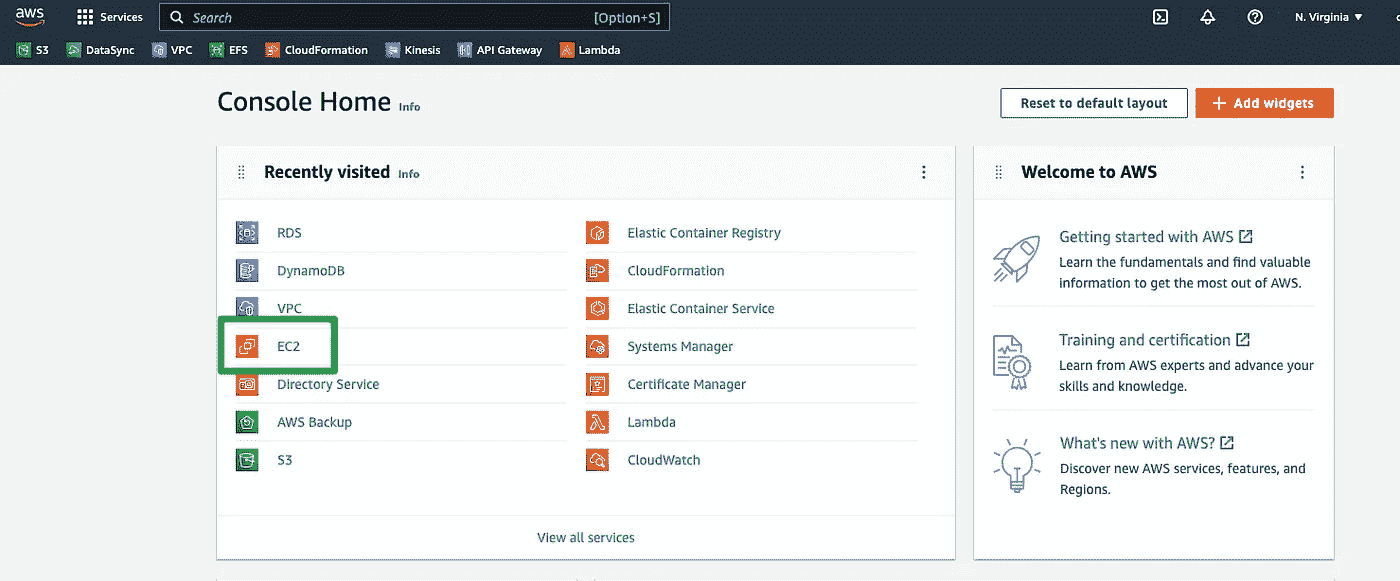 aws Services Search [Option+S] N. Virginia
S3 DataSync VPC EFS CloudFormation Kinesis API Gateway Lambda
Console Home Info
Reset to default layout
+ Add widgets
Recently visited Info
RDS
DynamoDB
VPC
EC2
Directory Service
AWS Backup
S3
Elastic Container Registry
CloudFormation
Elastic Container Service
Systems Manager
Certificate Manager
Lambda
CloudWatch
View all services
Welcome to AWS
Getting started with AWS
Learn the fundamentals and find valuable
information to get the most out of AWS.
Training and certification
Learn from AWS experts and advance your
skills and knowledge.
What's new with AWS?
Discover new AWS services, features, and
Regions.